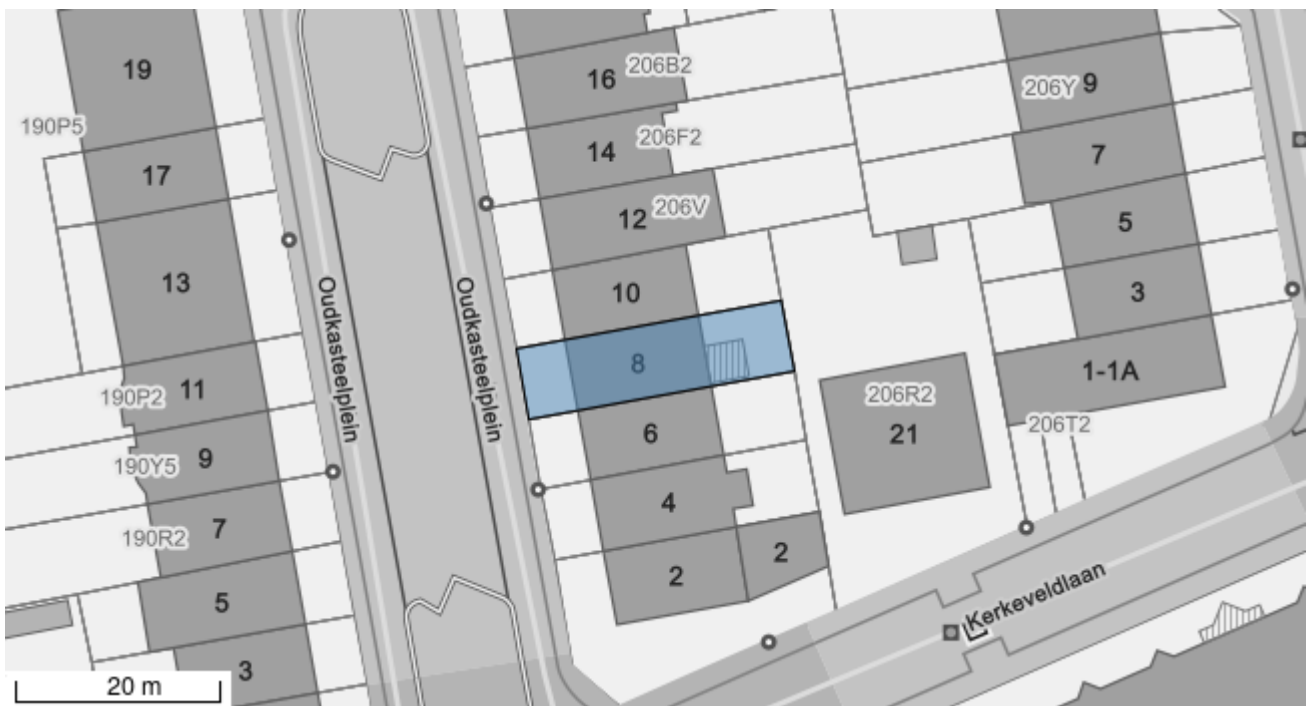 19
190P5
17
13
11
190P2
9
190Y5
7
190R2
5
3
20 m
Oudkasteelplein
Oudkasteelplein
16 206B2
14 206F2
12 206V
10
8
6
4
2
2
206Y 9
7
5
3
1-1A
206R2
21
206T2
Kerkeveldlaan